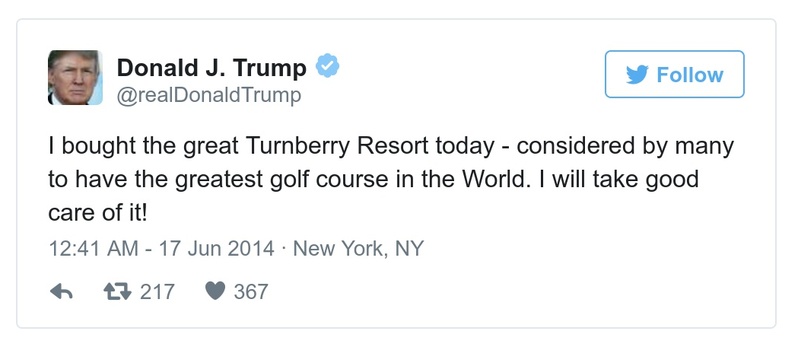 Donald J. Trump
@realDonaldTrump
Follow
I bought the great Turnberry Resort today - considered by many
to have the greatest golf course in the World. I will take good
care of it!
12:41 AM - 17 Jun 2014 · New York, NY
217 367